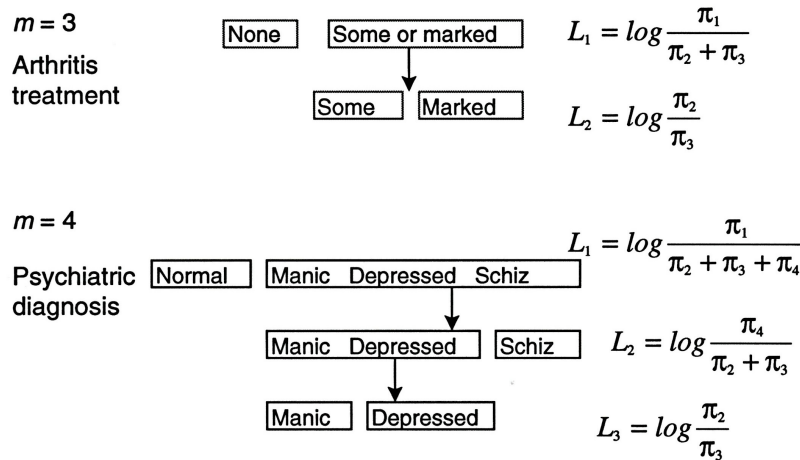 m = 3
None Some or marked
L₁ = log π₁ / (π₂ + π₃)
Arthritis
treatment
Some Marked
L₂ = log π₂ / π₃
m = 4
L₁ = log π₁ / (π₂ + π₃ + π₄)
Psychiatric
diagnosis
Normal Manic Depressed Schiz
Manic Depressed Schiz
L₂ = log π₄ / (π₂ + π₃)
Manic Depressed
L₃ = log π₂ / π₃